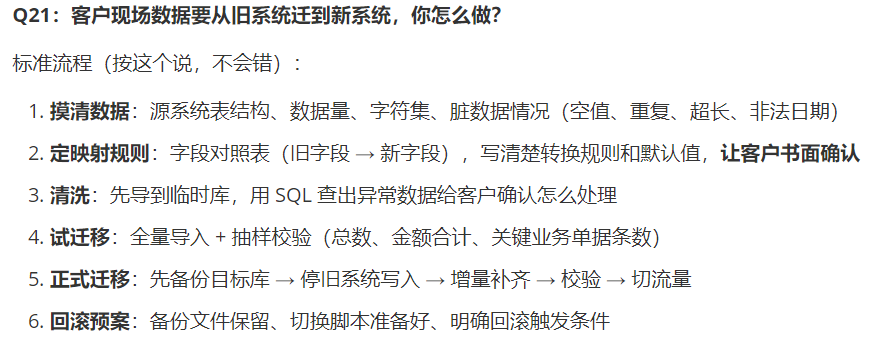 Q21：客户现场数据要从旧系统迁到新系统，你怎么做？
标准流程（按这个说，不会错）：
1. 摸清数据：源系统表结构、数据量、字符集、脏数据情况（空值、重复、超长、非法日期）
2. 定映射规则：字段对照表（旧字段 → 新字段），写清楚转换规则和默认值，让客户书面确认
3. 清洗：先导到临时库，用 SQL 查出异常数据给客户确认怎么处理
4. 试迁移：全量导入 + 抽样校验（总数、金额合计、关键业务单据条数）
5. 正式迁移：先备份目标库 → 停旧系统写入 → 增量补齐 → 校验 → 切流量
6. 回滚预案：备份文件保留、切换脚本准备好、明确回滚触发条件